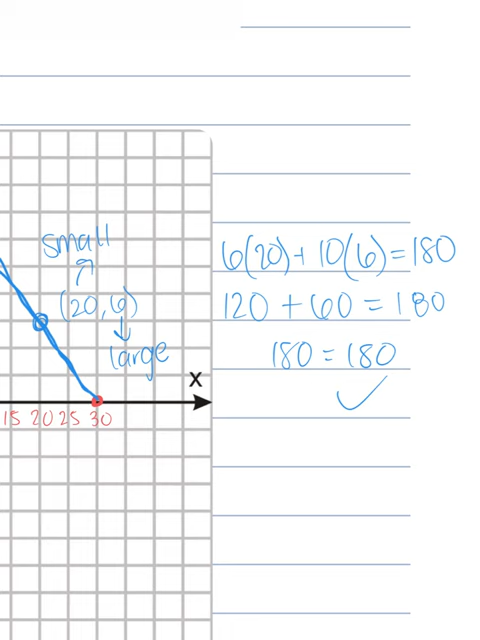 small
(20, 6)
large
X
15 20 25 30
6(20) + 10(6) = 180
120 + 60 = 180
180 = 180